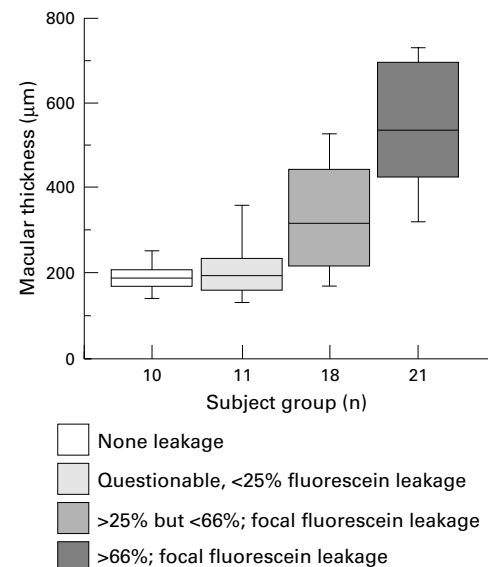 800
600
400
200
0
Macular thickness (μm)
10 11 18 21
Subject group (n)
None leakage
Questionable, <25% fluorescein leakage
>25% but <66%; focal fluorescein leakage
>66%; focal fluorescein leakage